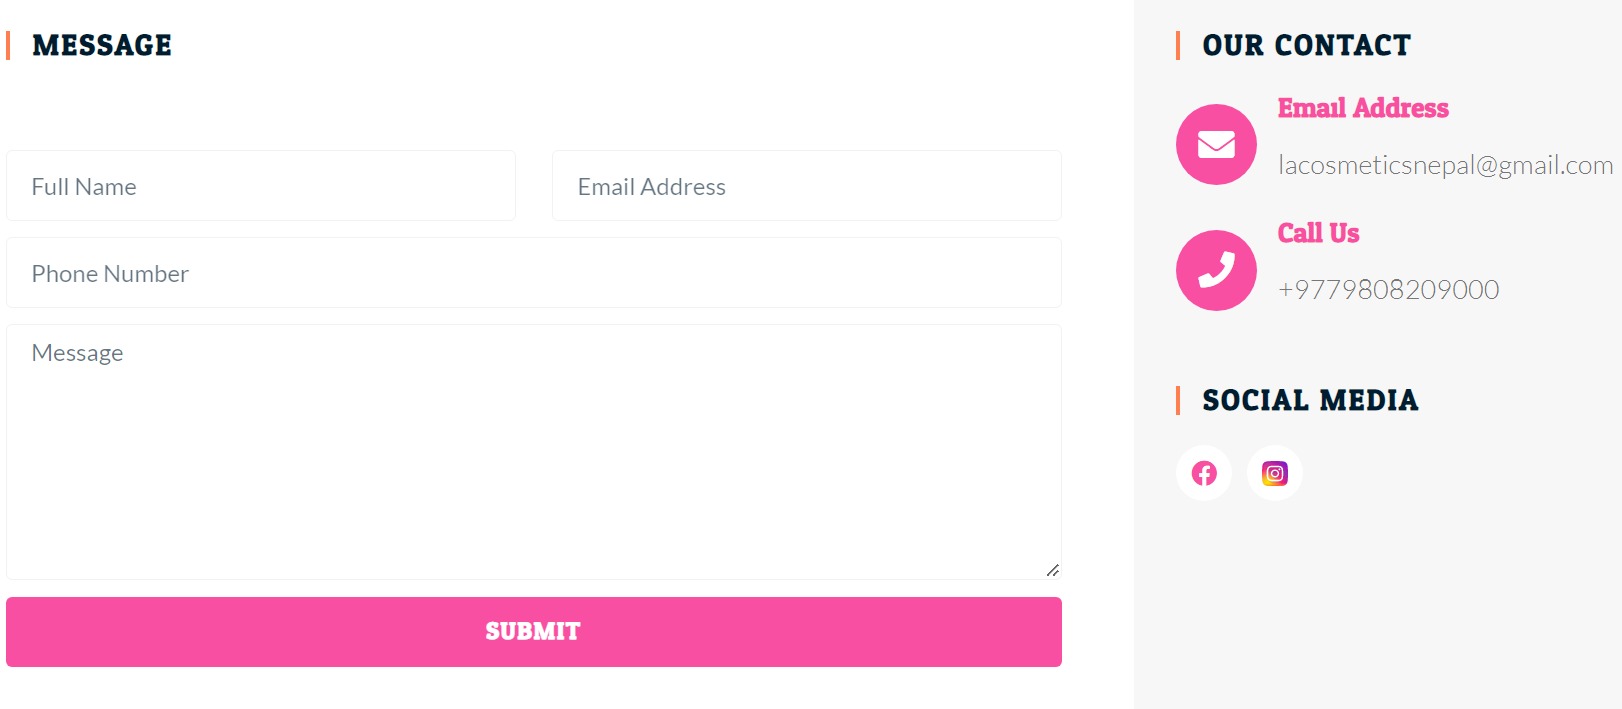 MESSAGE
Full Name
Email Address
Phone Number
Message
SUBMIT
OUR CONTACT
Email Address
lacosmeticsnepal@gmail.com
Call Us
+9779808209000
SOCIAL MEDIA